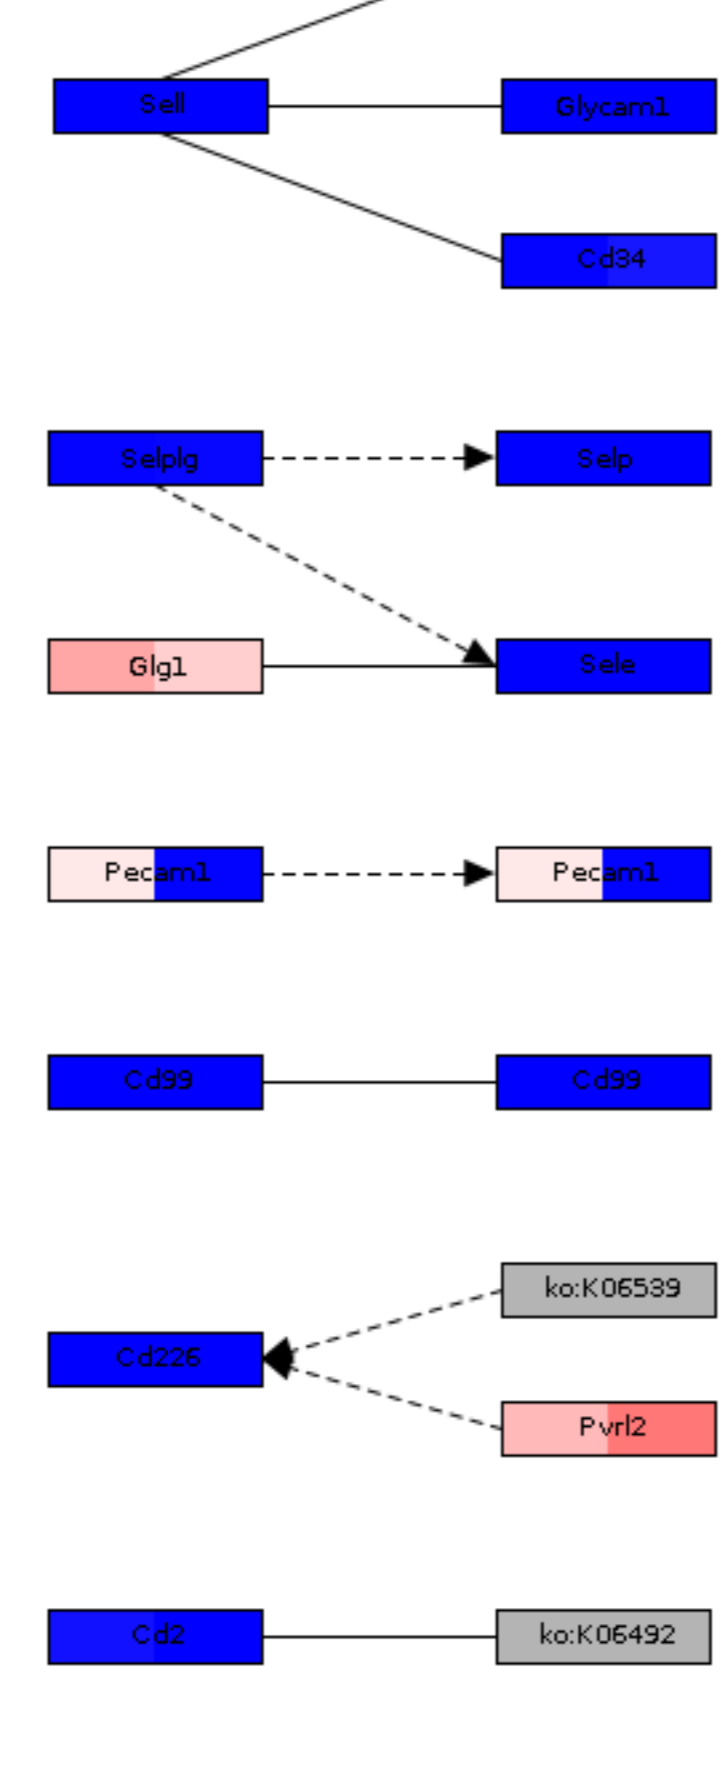 Sell
Glycam1
Cd34
Selplg
Selp
Glg1
Sele
Pecam1
Pecam1
Cd99
Cd99
ko:K06539
Cd226
Pvrl2
Cd2
ko:K06492